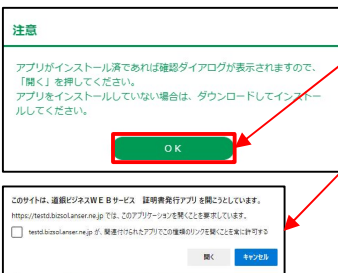 注意
アプリがインストール済であれば確認ダイアログが表示されますので、
「開く」を押してください。
アプリをインストールしていない場合は、ダウンロードしてインストー
ルしてください。
ＯＫ
このサイトは、道銀ビジネスＷＥＢサービス 証明書発行アプリ を開こうとしています。
https://testd.bizsol.anser.ne.jp では、このアプリケーションを開くことを要求しています。
testd.bizsol.anser.ne.jp が、関連付けられたアプリでこの種類のリンクを開くことを常に許可する
開く キャンセル